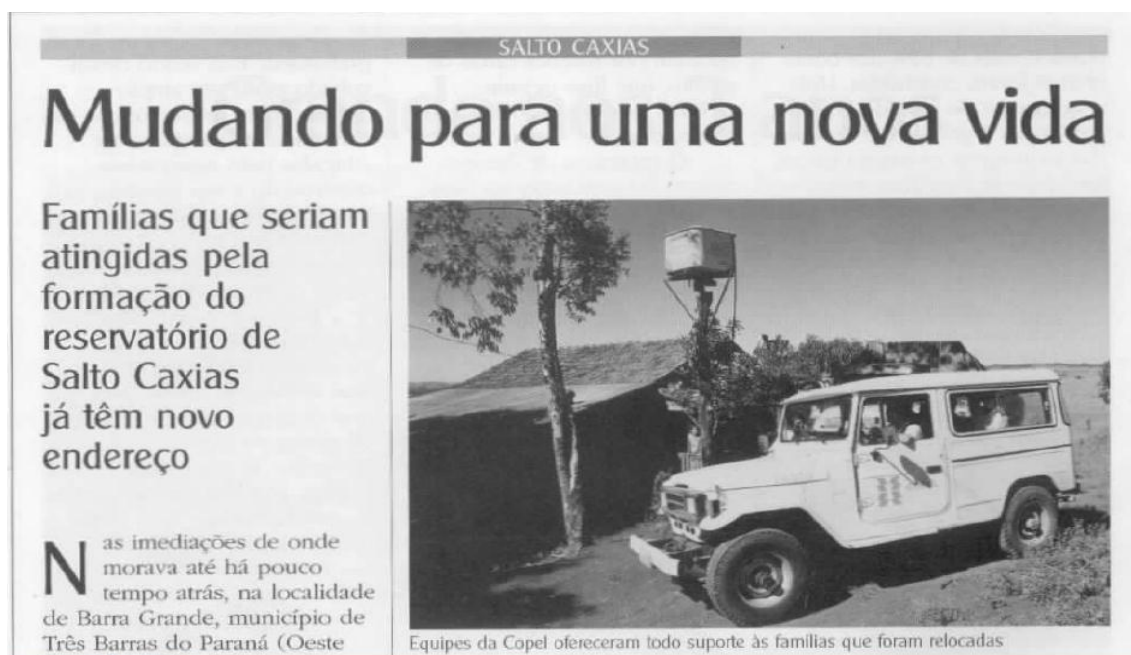 SALTO CAXIAS
Mudando para uma nova vida
Famílias que seriam
atingidas pela
formação do
reservatório de
Salto Caxias
já têm novo
endereço
Nas imediações de onde
morava até há pouco
tempo atrás, na localidade
de Barra Grande, município de
Três Barras do Paraná (Oeste
Equipes da Copel ofereceram todo suporte às famílias que foram relocadas